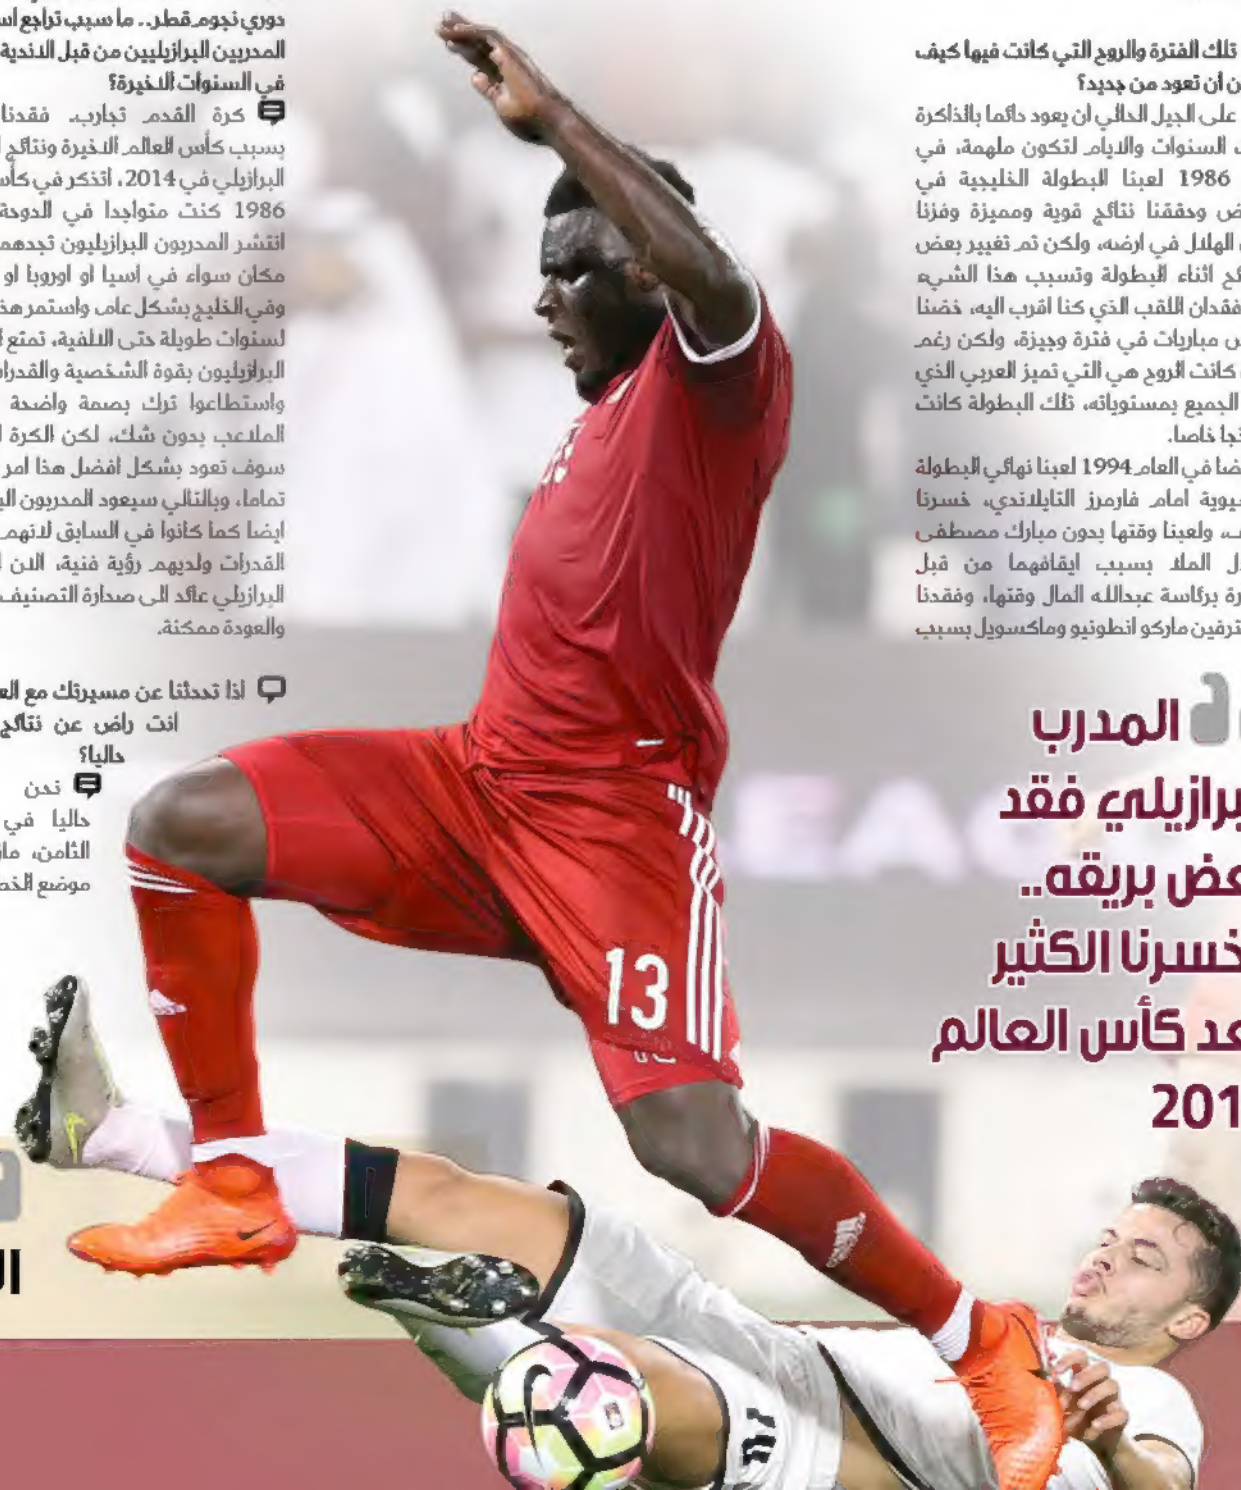 تلك الفترة والروح التي كانت فيها كيف
ن أن تعود من جديد؟
على الجيل الحالي أن يعود دائما بالذاكرة
السنوات والايام لتكون ملهمة، في
1986 لعبنا البطولة الخليجية في
ض وحققنا نتائج قوية ومميزة وفزنا
الهلال في ارضه، ولكن تم تغيير بعض
ئح اثناء البطولة وتسبب هذا الشيء
فقدان اللقب الذي كنا اقرب اليه، خضنا
س مباريات في فترة وجيزة، ولكن رغم
كانت الروح هي التي تميز العربي الذي
الجميع بمستوياته، تلك البطولة كانت
جا خاصا.
ضا في العام 1994 لعبنا نهائي البطولة
سيوية امام فارمرز التايلاندي، خسرنا
ف، ولعبنا وقتها بدون مبارك مصطفى
ل الملا بسبب ايقافهما من قبل
رة برئاسة عبدالله المال وقتها، وفقدنا
ترفين ماركو انطونيو وماكسويل بسبب
المدرب
برازيلي فقد
عض بريقه..
خسرنا الكثير
عد كأس العالم
201
دوري نجوم قطر.. ما سبب تراجع اس
المدربين البرازيليين من قبل الاندية
في السنوات الاخيرة؟
كرة القدم تجارب. فقدنا
بسبب كأس العالم الاخيرة ونتائج
البرازيلي في 2014، اتذكر في كأس
1986 كنت متواجدا في الدوحة
انتشر المدربون البرازيليون تجدهم
مكان سواء في اسيا او اوروبا او
وفي الخليج بشكل عام، واستمر هذ
لسنوات طويلة حتى الالفية، تمتع
البرازيليون بقوة الشخصية والقدرا
واستطاعوا ترك بصمة واضحة
الملاعب بدون شك، لكن الكرة ا
سوف تعود بشكل افضل هذا امر
تماما، وبالتالي سيعود المدربون الب
ايضا كما كانوا في السابق لانهم
القدرات ولديهم رؤية فنية، الان ا
البرازيلي عائد الى صدارة التصنيف
والعودة ممكنة.
اذا تحدثنا عن مسيرتك مع الع
انت راض عن نتائج
حاليا؟
نحن
حاليا في
الثامن، ما
موضع الخ
EAG
13
ال